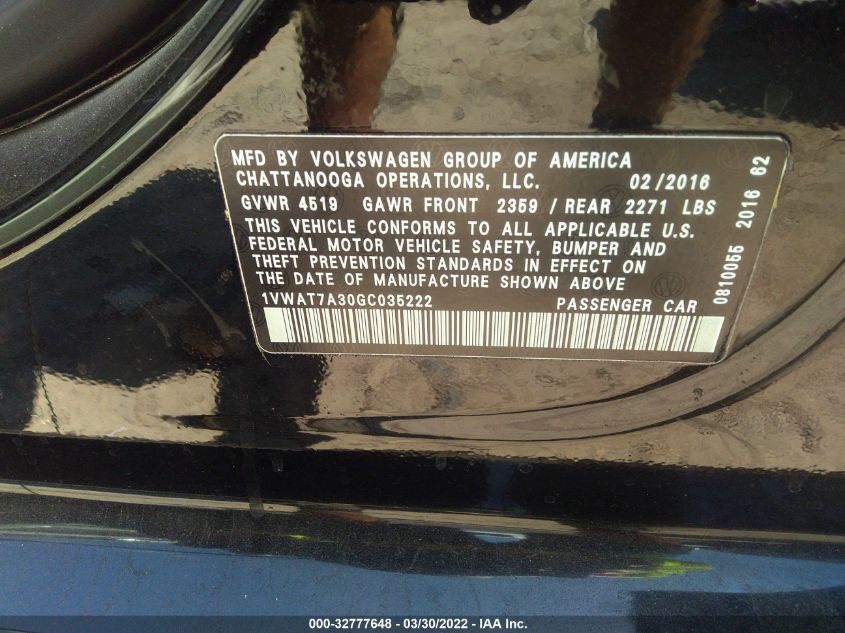 MFD BY VOLKSWAGEN GROUP OF AMERICA
CHATTANOOGA OPERATIONS, LLC. 02/2016
GVWR 4519 GAWR FRONT 2359 / REAR 2271 LBS
THIS VEHICLE CONFORMS TO ALL APPLICABLE U.S.
FEDERAL MOTOR VEHICLE SAFETY, BUMPER AND
THEFT PREVENTION STANDARDS IN EFFECT ON
THE DATE OF MANUFACTURE SHOWN ABOVE
1VWAT7A30GC035222 PASSENGER CAR
0810055 2016 62
000-32777648 - 03/30/2022 - IAA Inc.